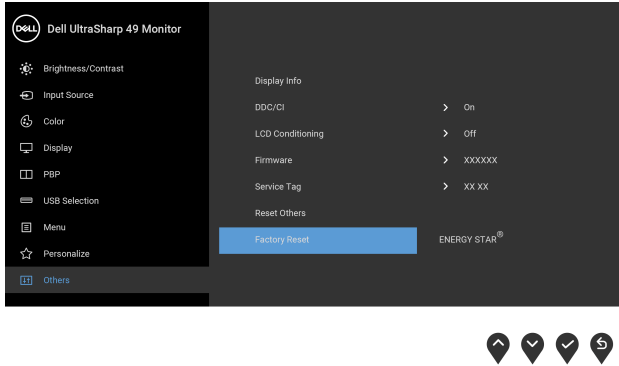 DELL Dell UltraSharp 49 Monitor
Brightness/Contrast
Input Source
Color
Display
PBP
USB Selection
Menu
Personalize
Others
Display Info
DDC/CI > On
LCD Conditioning > Off
Firmware > XXXXXX
Service Tag > XX XX
Reset Others
Factory Reset ENERGY STAR®